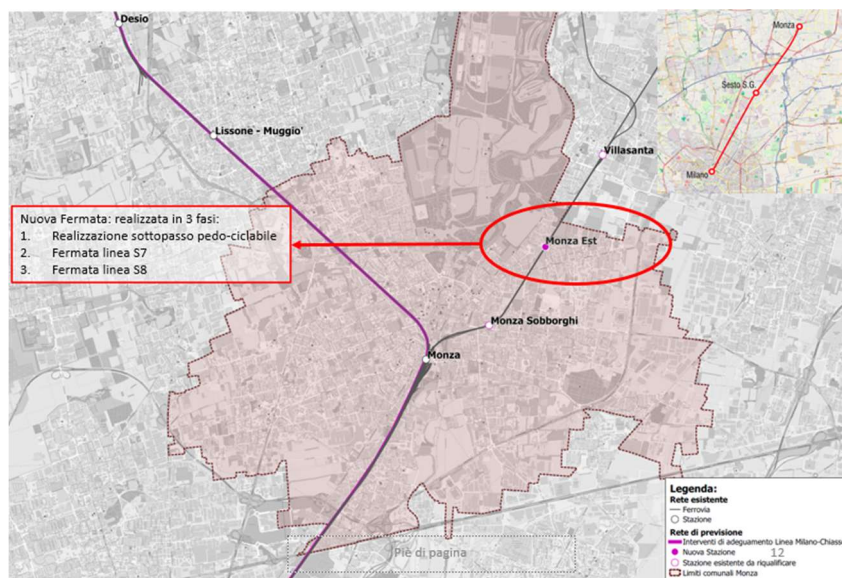 Desio
Monza
Lissone - Muggio'
Sesto S.G.
Villasanta
Milano
Nuova Fermata: realizzata in 3 fasi:
1. Realizzazione sottopasso pedo-ciclabile
2. Fermata linea S7
3. Fermata linea S8
Monza Est
Monza Sobborghi
Monza
Legenda:
Rete esistente
Ferrovia
Stazione
Rete di previsione
Interventi di adeguamento Linea Milano-Chiasso
Nuova Stazione
12
Stazione esistente da riqualificare
Limiti comunali Monza
Piè di pagina